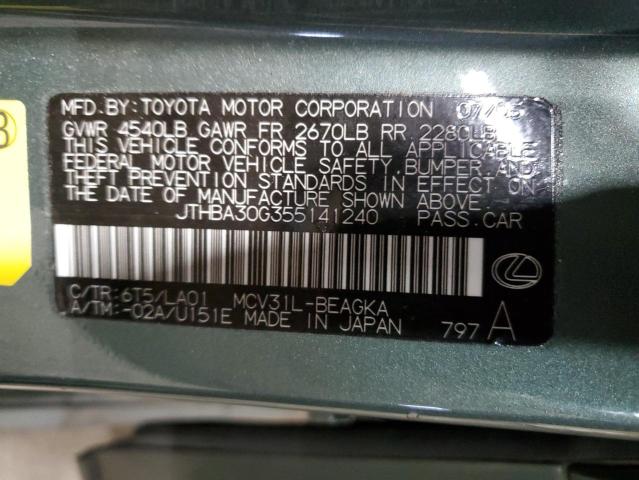 MFD. BY: TOYOTA MOTOR CORPORATION 07/05
GVWR 4540LB GAWR FR 2670LB RR 2280LB
THIS VEHICLE CONFORMS TO ALL APPLICABLE
FEDERAL MOTOR VEHICLE SAFETY, BUMPER, AND
THEFT PREVENTION STANDARDS IN EFFECT ON
THE DATE OF MANUFACTURE SHOWN ABOVE.
JTHBA30G355141240 PASS. CAR
C/TR: 6T5/LA01 MCV31L-BEAGKA
A/TM: -02A/U151E MADE IN JAPAN 797 A